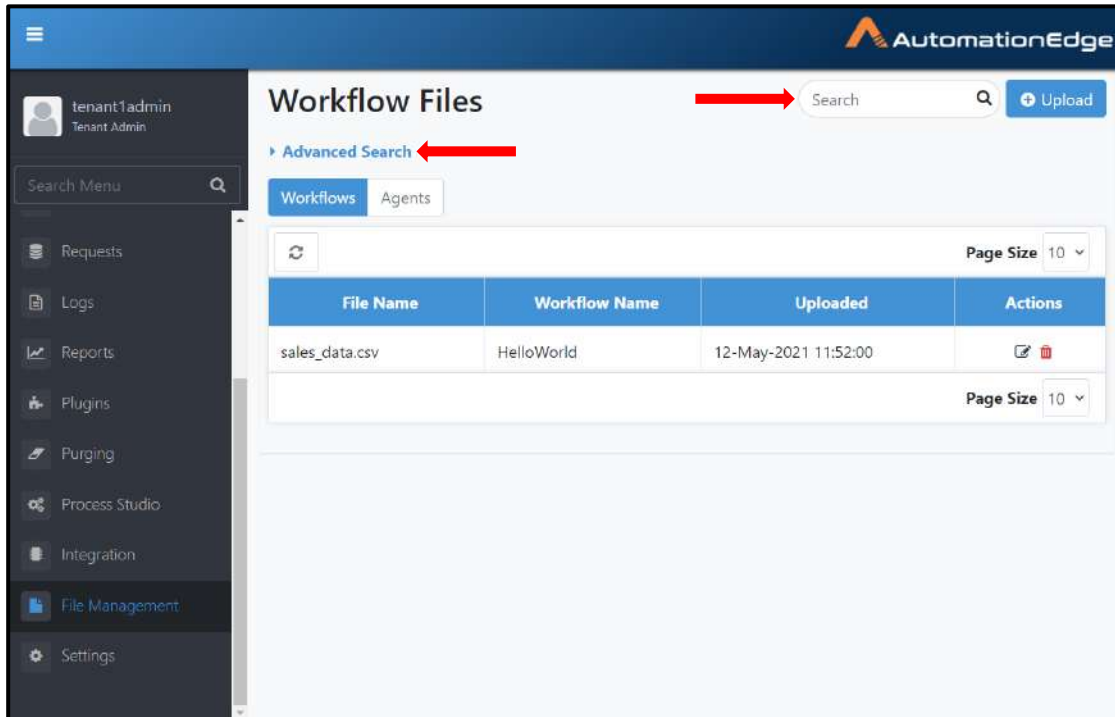 AutomationEdge
tenant1admin
Tenant Admin
Search Menu
Requests
Logs
Reports
Plugins
Purging
Process Studio
Integration
File Management
Settings
Workflow Files
Search
Upload
Advanced Search
Workflows Agents
Page Size 10
File Name Workflow Name Uploaded Actions
sales_data.csv HelloWorld 12-May-2021 11:52:00
Page Size 10